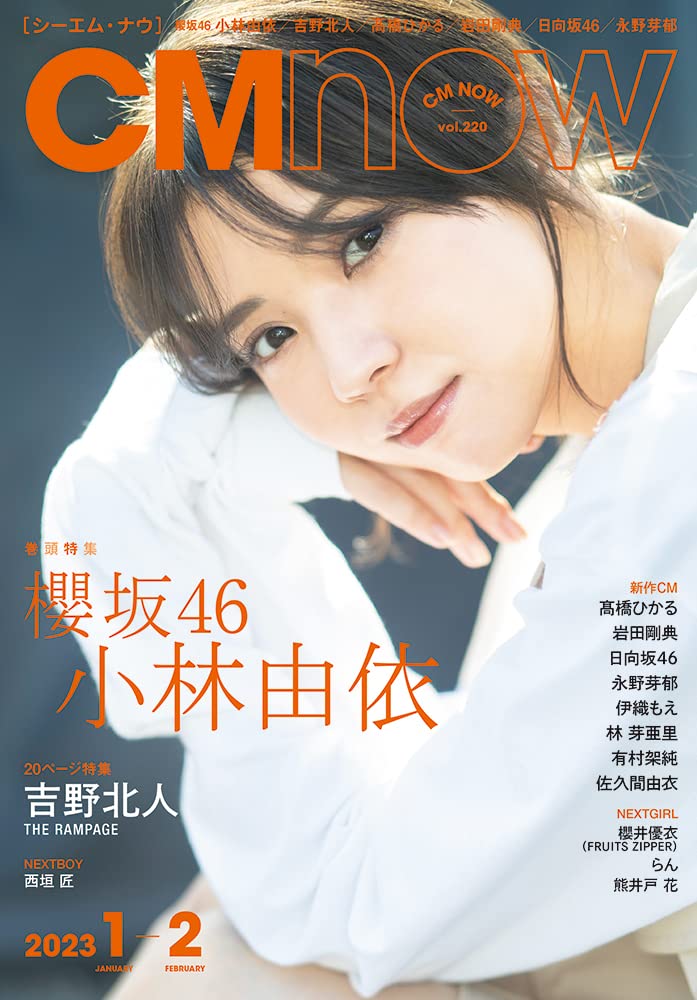 [シーエム・ナウ] 櫻坂46 小林由依／吉野北人／髙橋ひかる／岩田剛典／日向坂46／永野芽郁
CMnow
CM NOW
vol.220
巻頭特集
櫻坂46
小林由依
20ページ特集
吉野北人
THE RAMPAGE
NEXTBOY
西垣 匠
2023 1–2
JANUARY FEBRUARY
新作CM
髙橋ひかる
岩田剛典
日向坂46
永野芽郁
伊織もえ
林 芽亜里
有村架純
佐久間由衣
NEXTGIRL
櫻井優衣
(FRUITS ZIPPER)
らん
熊井戸 花